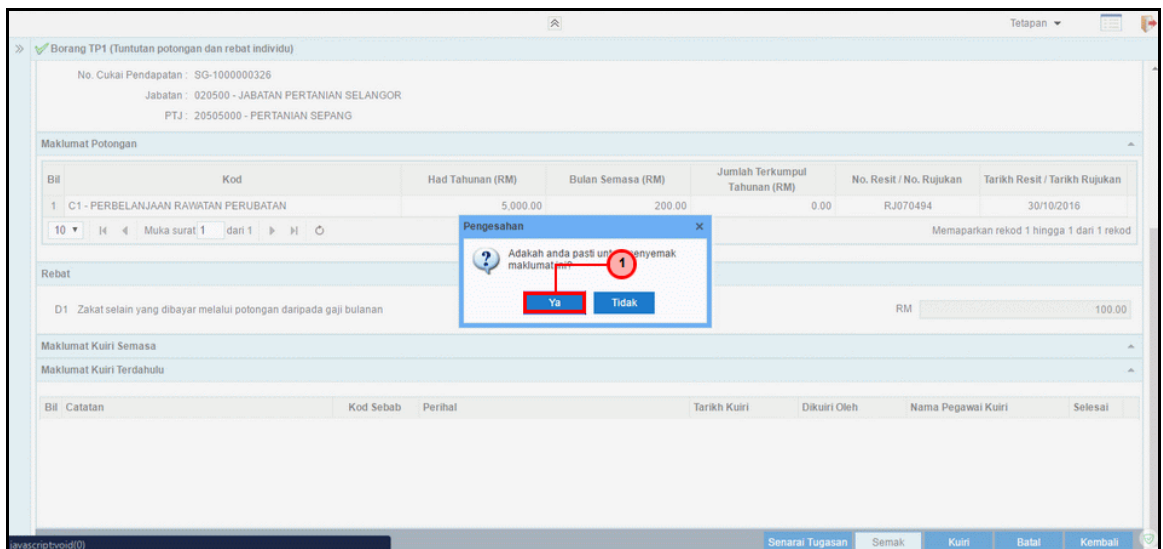 Tetapan
Borang TP1 (Tuntutan potongan dan rebat individu)
No. Cukai Pendapatan : SG-1000000326
Jabatan : 020500 - JABATAN PERTANIAN SELANGOR
PTJ : 20505000 - PERTANIAN SEPANG
Maklumat Potongan
Bil Kod Had Tahunan (RM) Bulan Semasa (RM) Jumlah Terkumpul Tahunan (RM) No. Resit / No. Rujukan Tarikh Resit / Tarikh Rujukan
1 C1 - PERBELANJAAN RAWATAN PERUBATAN 5,000.00 200.00 0.00 RJ070494 30/10/2016
10 Muka surat 1 dari 1 Memaparkan rekod 1 hingga 1 dari 1 rekod
Pengesahan
Adakah anda pasti menyemak
maklumat ini?
1
Ya Tidak
Rebat
D1 Zakat selain yang dibayar melalui potongan daripada gaji bulanan RM 100.00
Maklumat Kuiri Semasa
Maklumat Kuiri Terdahulu
Bil Catatan Kod Sebab Perihal Tarikh Kuiri Dikuiri Oleh Nama Pegawai Kuiri Selesai
javascript:void(0) Senarai Tugasan Semak Kuiri Batal Kembali